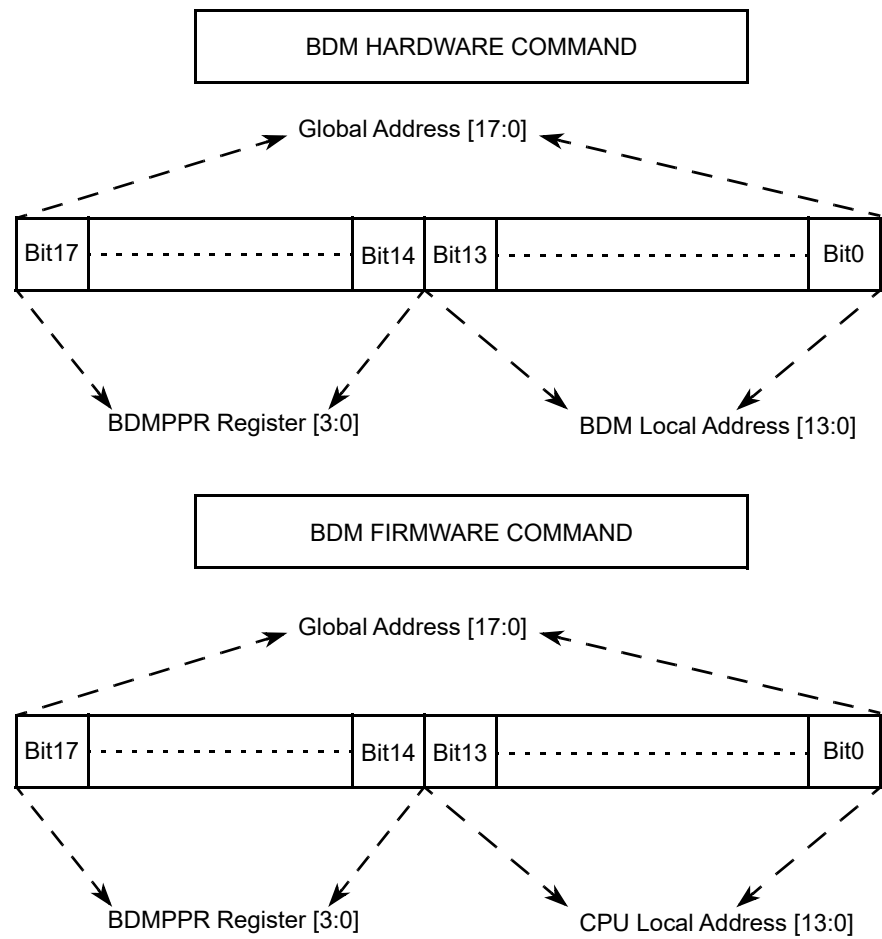 BDM HARDWARE COMMAND
Global Address [17:0]
Bit17 Bit14 Bit13 Bit0
BDMPPR Register [3:0] BDM Local Address [13:0]
BDM FIRMWARE COMMAND
Global Address [17:0]
Bit17 Bit14 Bit13 Bit0
BDMPPR Register [3:0] CPU Local Address [13:0]